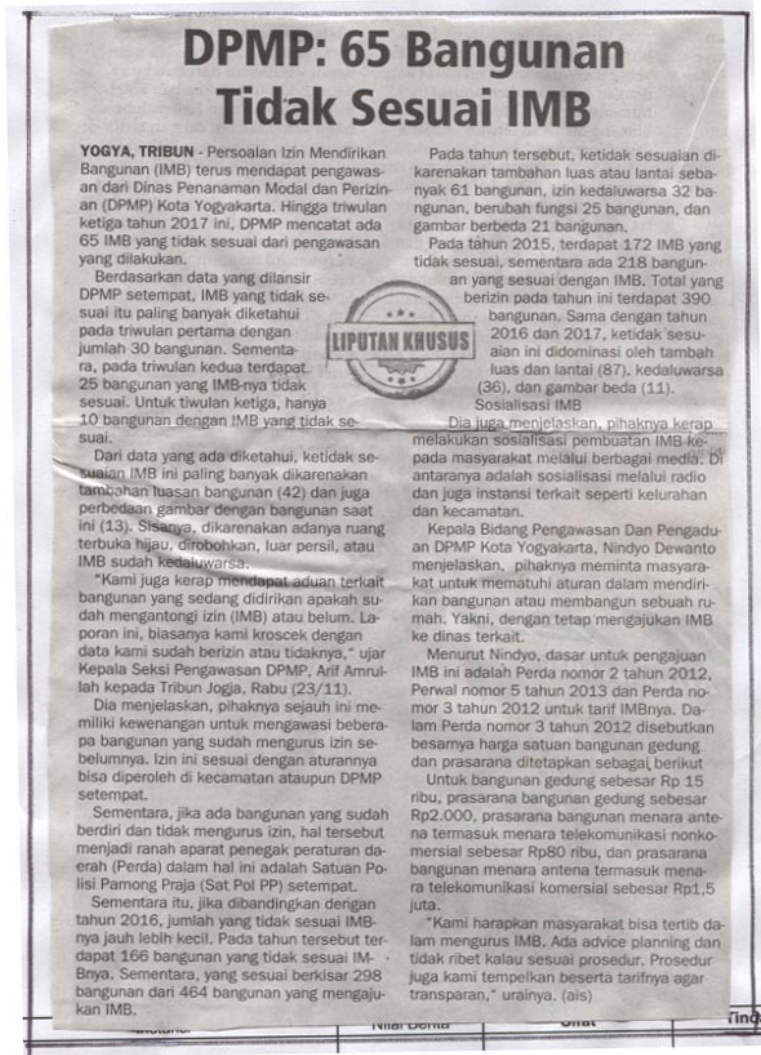 DPMP: 65 Bangunan
Tidak Sesuai IMB
YOGYA, TRIBUN - Persoalan Izin Mendirikan
Bangunan (IMB) terus mendapat pengawas-
an dari Dinas Penanaman Modal dan Perizin-
an (DPMP) Kota Yogyakarta. Hingga triwulan
ketiga tahun 2017 ini, DPMP mencatat ada
65 IMB yang tidak sesuai dari pengawasan
yang dilakukan.
Berdasarkan data yang dilansir
DPMP setempat, IMB yang tidak se-
suai itu paling banyak diketahui
pada triwulan pertama dengan
jumlah 30 bangunan. Sementa-
ra, pada triwulan kedua terdapat
25 bangunan yang IMB-nya tidak
sesuai. Untuk tiwulan ketiga, hanya
10 bangunan dengan IMB yang tidak se-
suai.
Dari data yang ada diketahui, ketidak se-
suaian IMB ini paling banyak dikarenakan
tambahan luasan bangunan (42) dan juga
perbedaan gambar dengan bangunan saat
ini (13). Sisanya, dikarenakan adanya ruang
terbuka hijau, dirobohkan, luar persil, atau
IMB sudah kedaluwarsa.
"Kami juga kerap mendapat aduan terkait
bangunan yang sedang didirikan apakah su-
dah mengantongi izin (IMB) atau belum. La-
poran ini, biasanya kami kroscek dengan
data kami sudah berizin atau tidaknya," ujar
Kepala Seksi Pengawasan DPMP, Arif Amrul-
lah kepada Tribun Jogja, Rabu (23/11).
Dia menjelaskan, pihaknya sejauh ini me-
miliki kewenangan untuk mengawasi bebera-
pa bangunan yang sudah mengurus izin se-
belumnya. Izin ini sesuai dengan aturannya
bisa diperoleh di kecamatan ataupun DPMP
setempat.
Sementara, jika ada bangunan yang sudah
berdiri dan tidak mengurus izin, hal tersebut
menjadi ranah aparat penegak peraturan da-
erah (Perda) dalam hal ini adalah Satuan Po-
lisi Pamong Praja (Sat Pol PP) setempat.
Sementara itu, jika dibandingkan dengan
tahun 2016, jumlah yang tidak sesuai IMB-
nya jauh lebih kecil. Pada tahun tersebut ter-
dapat 166 bangunan yang tidak sesuai IM-
Bnya. Sementara, yang sesuai berkisar 298
bangunan dari 464 bangunan yang mengaju-
kan IMB.
Pada tahun tersebut, ketidak sesuaian di-
karenakan tambahan luas atau lantai seba-
nyak 61 bangunan, izin kedaluwarsa 32 ba-
ngunan, berubah fungsi 25 bangunan, dan
gambar berbeda 21 bangunan.
Pada tahun 2015, terdapat 172 IMB yang
tidak sesuai, sementara ada 218 bangun-
an yang sesuai dengan IMB. Total yang
berizin pada tahun ini terdapat 390
bangunan. Sama dengan tahun
2016 dan 2017, ketidak sesu-
aian ini didominasi oleh tambah
luas dan lantai (87), kedaluwarsa
(36), dan gambar beda (11).
LIPUTAN KHUSUS
Sosialisasi IMB
Dia juga menjelaskan, pihaknya kerap
melakukan sosialisasi pembuatan IMB ke-
pada masyarakat melalui berbagai media. Di
antaranya adalah sosialisasi melalui radio
dan juga instansi terkait seperti kelurahan
dan kecamatan.
Kepala Bidang Pengawasan Dan Pengadu-
an DPMP Kota Yogyakarta, Nindyo Dewanto
menjelaskan, pihaknya meminta masyara-
kat untuk mematuhi aturan dalam mendiri-
kan bangunan atau membangun sebuah ru-
mah. Yakni, dengan tetap mengajukan IMB
ke dinas terkait.
Menurut Nindyo, dasar untuk pengajuan
IMB ini adalah Perda nomor 2 tahun 2012,
Perwal nomor 5 tahun 2013 dan Perda no-
mor 3 tahun 2012 untuk tarif IMBnya. Da-
lam Perda nomor 3 tahun 2012 disebutkan
besarnya harga satuan bangunan gedung
dan prasarana ditetapkan sebagai berikut
Untuk bangunan gedung sebesar Rp 15
ribu, prasarana bangunan gedung sebesar
Rp2.000, prasarana bangunan menara ante-
na termasuk menara telekomunikasi nonko-
mersial sebesar Rp80 ribu, dan prasarana
bangunan menara antena termasuk mena-
ra telekomunikasi komersial sebesar Rp1,5
juta.
"Kami harapkan masyarakat bisa tertib da-
lam mengurus IMB. Ada advice planning dan
tidak ribet kalau sesuai prosedur. Prosedur
juga kami tempelkan beserta tarifnya agar
transparan," urainya. (ais)
Nilai Berita